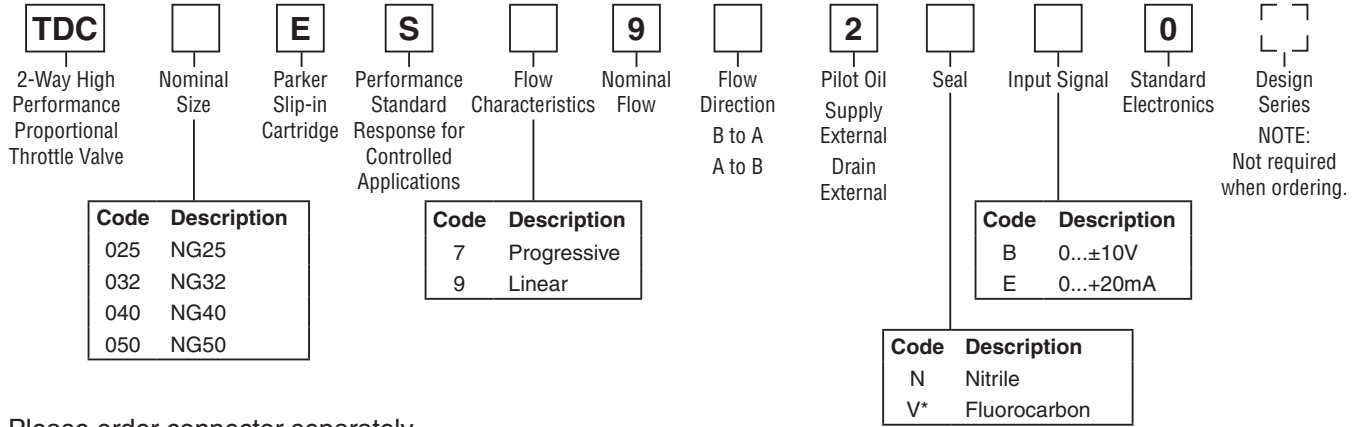 TDC E S 9 2 0
2-Way High Performance Proportional Throttle Valve
Nominal Size
Parker Slip-in Cartridge
Performance Standard Response for Controlled Applications
Flow Characteristics
Nominal Flow
Flow Direction
B to A
A to B
Pilot Oil
Supply External
Drain External
Seal
Input Signal
Standard Electronics
Design Series
NOTE:
Not required when ordering.
Code Description
025 NG25
032 NG32
040 NG40
050 NG50
Code Description
7 Progressive
9 Linear
Code Description
B 0...±10V
E 0...+20mA
Code Description
N Nitrile
V* Fluorocarbon
Please order connector separately